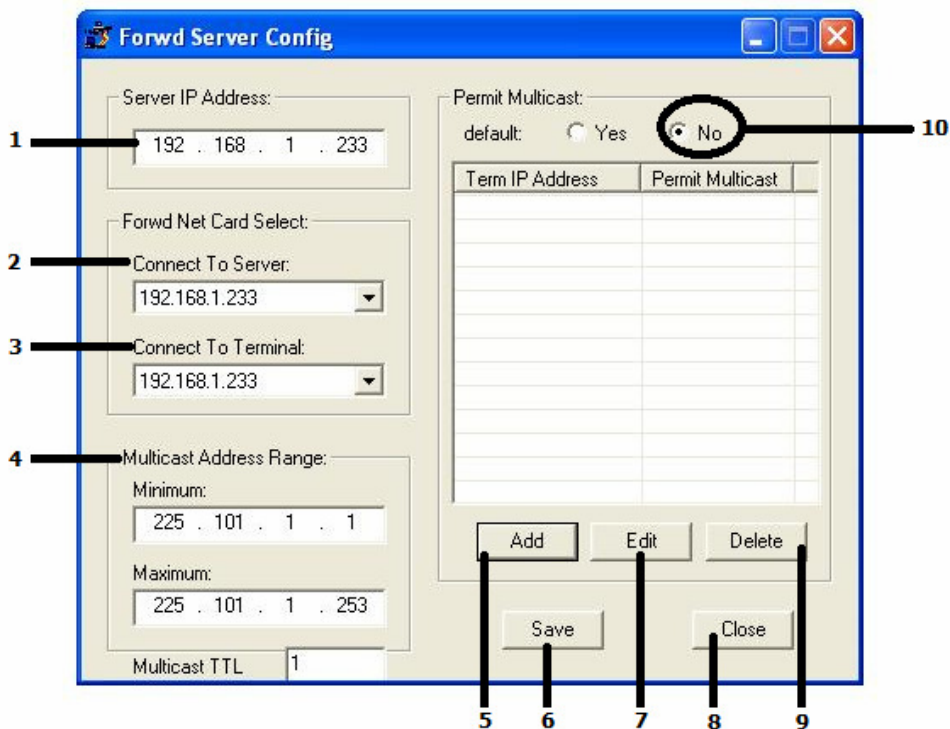 Forwd Server Config
Server IP Address:
1
192 . 168 . 1 . 233
Forwd Net Card Select:
2
Connect To Server:
192.168.1.233
3
Connect To Terminal:
192.168.1.233
4
Multicast Address Range:
Minimum:
225 . 101 . 1 . 1
Maximum:
225 . 101 . 1 . 253
Multicast TTL 1
Permit Multicast:
default: Yes No
10
Term IP Address Permit Multicast
Add Edit Delete
Save Close
5 6 7 8 9